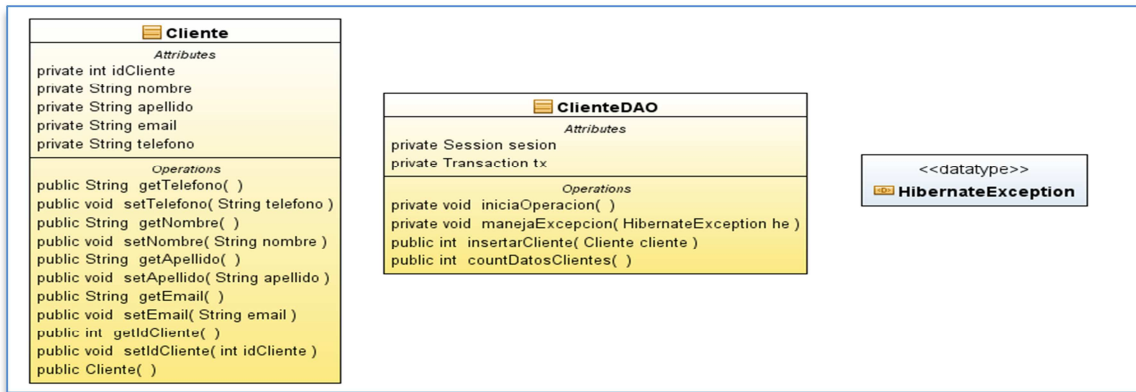 Cliente
Attributes
private int idCliente
private String nombre
private String apellido
private String email
private String telefono
Operations
public String getTelefono( )
public void setTelefono( String telefono )
public String getNombre( )
public void setNombre( String nombre )
public String getApellido( )
public void setApellido( String apellido )
public String getEmail( )
public void setEmail( String email )
public int getIdCliente( )
public void setIdCliente( int idCliente )
public Cliente( )
ClienteDAO
Attributes
private Session sesion
private Transaction tx
Operations
private void iniciaOperacion( )
private void manejaExcepcion( HibernateException he )
public int insertarCliente( Cliente cliente )
public int countDatosClientes( )
<<datatype>>
HibernateException